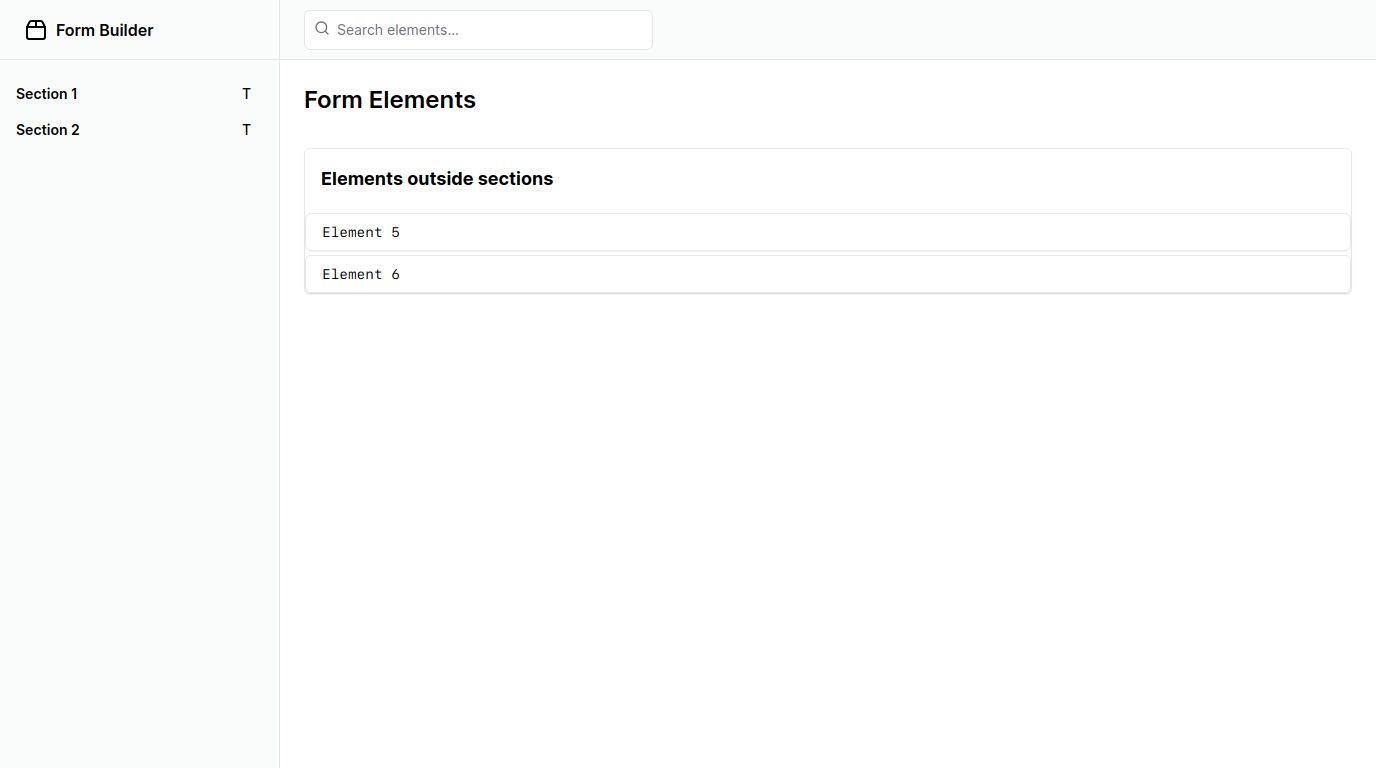 Form Builder
Search elements...
Section 1 T
Section 2 T
Form Elements
Elements outside sections
Element 5
Element 6